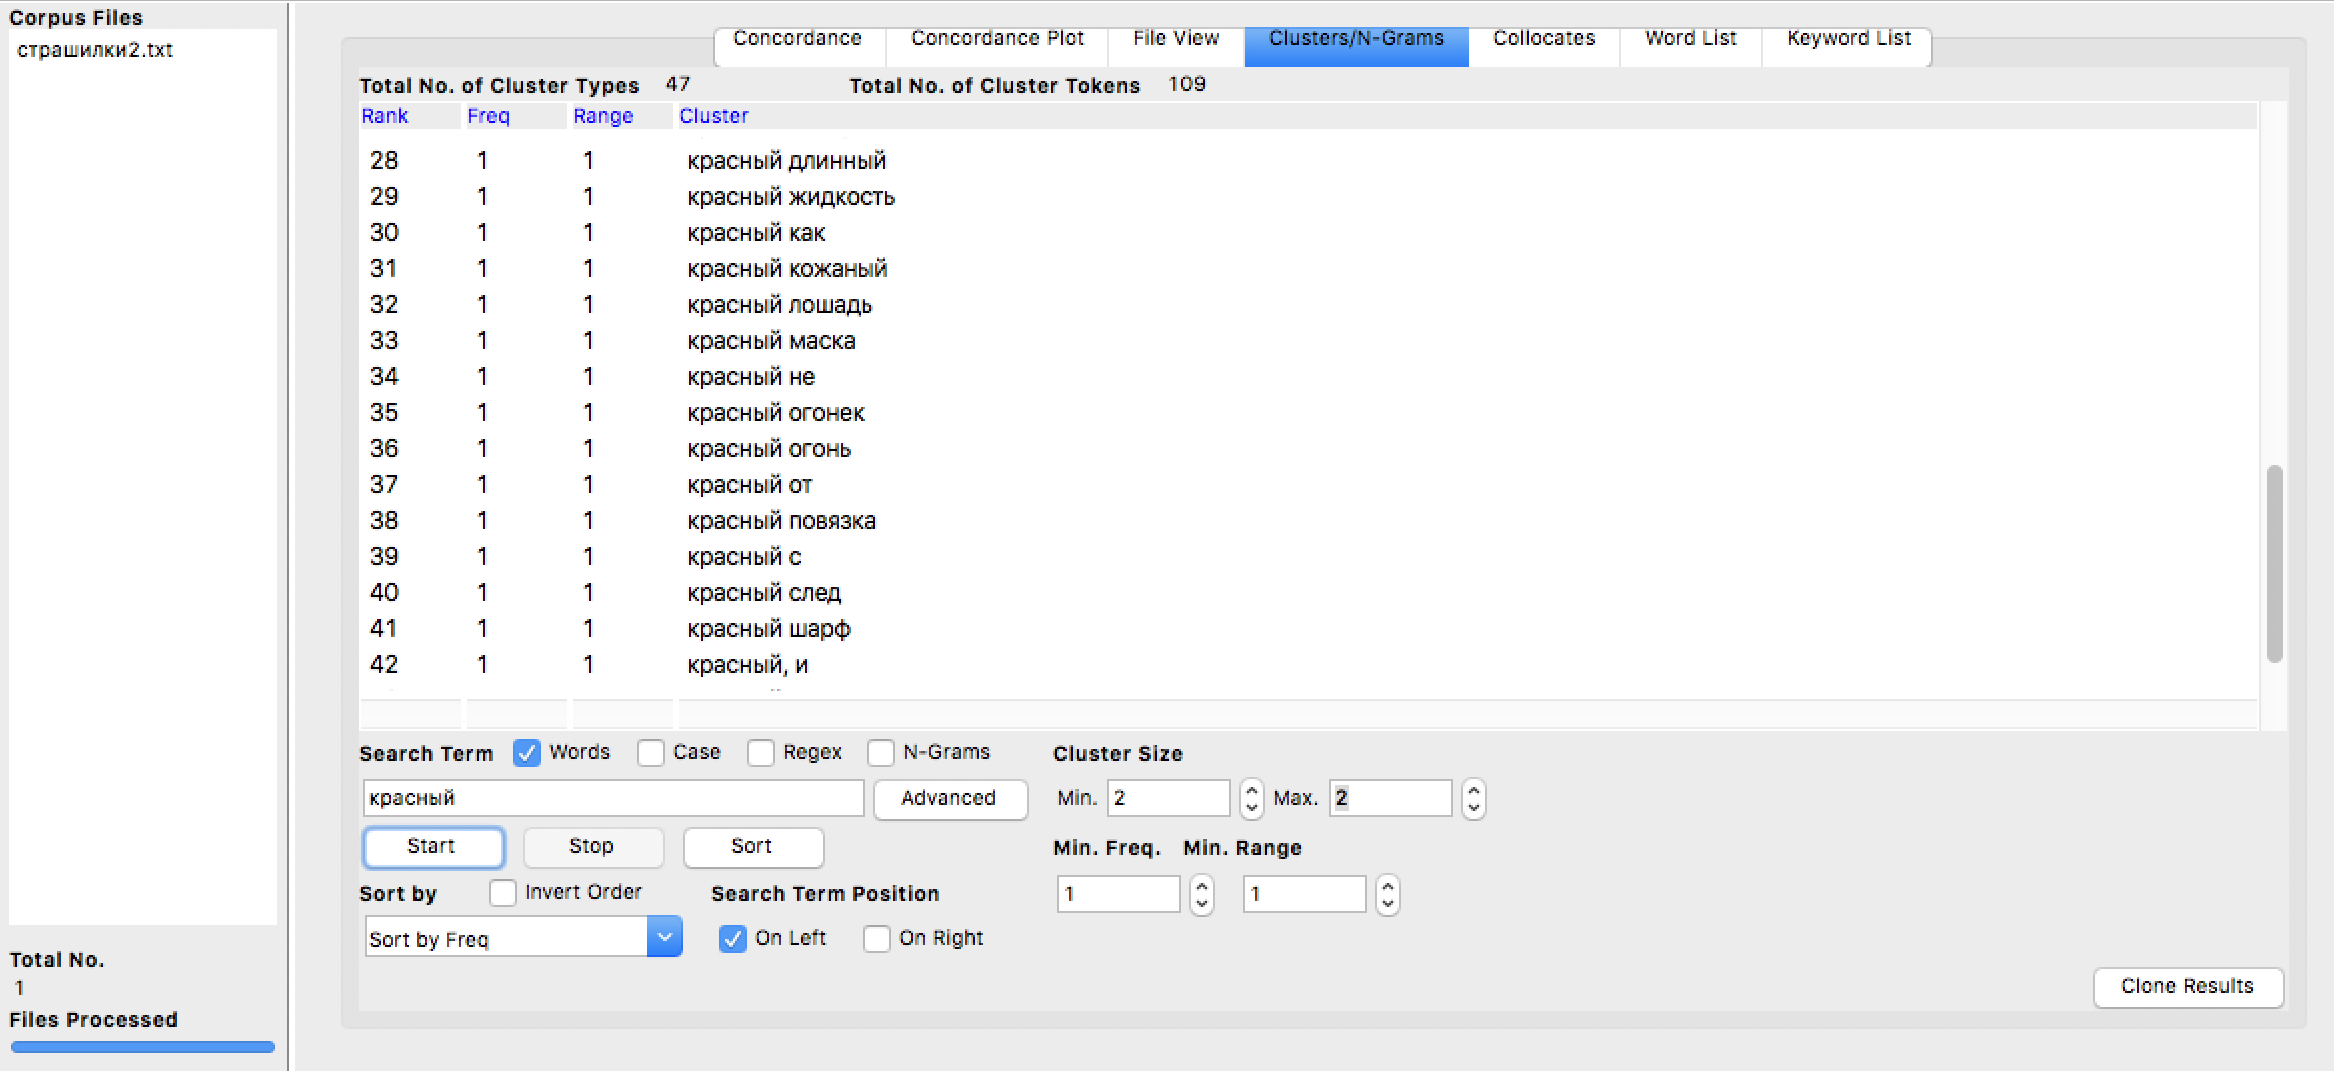 Corpus Files
страшилки2.txt
Concordance Concordance Plot File View Clusters/N-Grams Collocates Word List Keyword List
Total No. of Cluster Types 47 Total No. of Cluster Tokens 109
Rank Freq Range Cluster
28 1 1 красный длинный
29 1 1 красный жидкость
30 1 1 красный как
31 1 1 красный кожаный
32 1 1 красный лошадь
33 1 1 красный маска
34 1 1 красный не
35 1 1 красный огонек
36 1 1 красный огонь
37 1 1 красный от
38 1 1 красный повязка
39 1 1 красный с
40 1 1 красный след
41 1 1 красный шарф
42 1 1 красный, и
Search Term Words Case Regex N-Grams Cluster Size
красный Advanced Min. 2 Max. 2
Start Stop Sort Min. Freq. Min. Range
Sort by Invert Order Search Term Position 1 1
Sort by Freq On Left On Right
Total No.
1
Files Processed
Clone Results